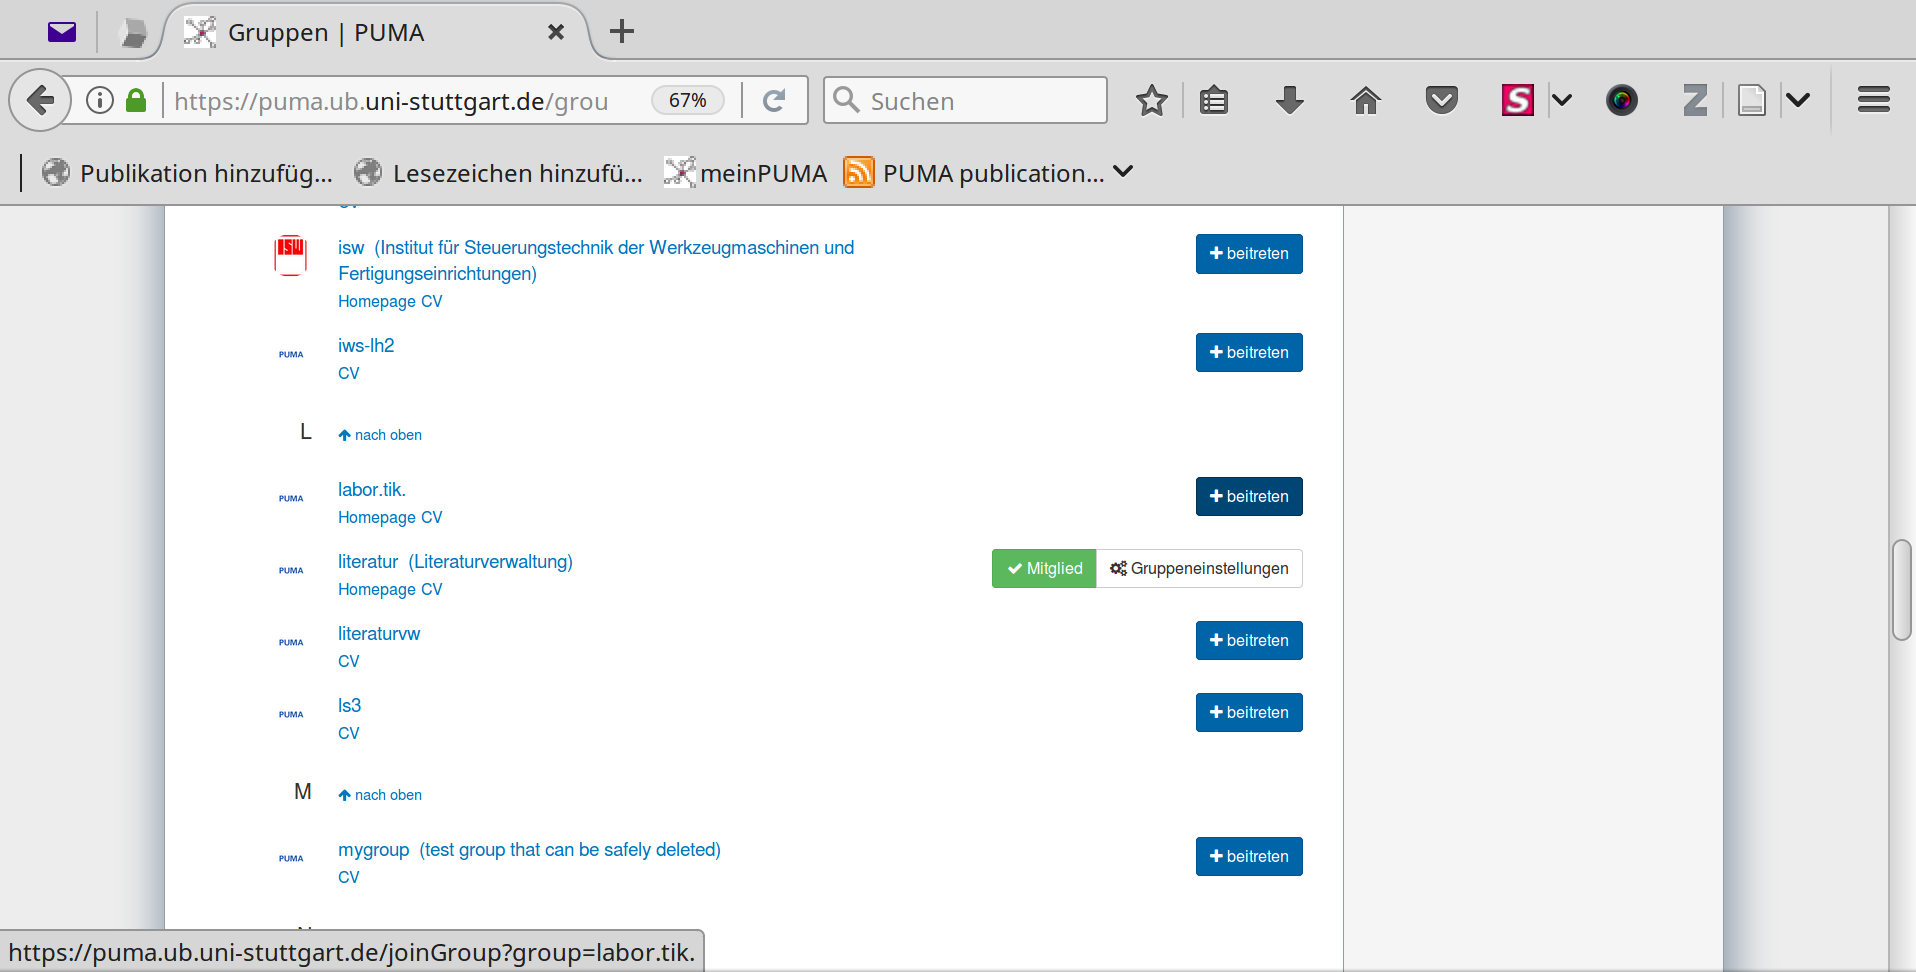 Gruppen | PUMA
https://puma.ub.uni-stuttgart.de/grou
67%
Suchen
S
Z
Publikation hinzufüg...
Lesezeichen hinzufü...
meinPUMA
PUMA publication...
ISW
isw (Institut für Steuerungstechnik der Werkzeugmaschinen und
Fertigungseinrichtungen)
Homepage CV
beitreten
PUMA
iws-lh2
CV
beitreten
L
nach oben
PUMA
labor.tik.
Homepage CV
beitreten
PUMA
literatur (Literaturverwaltung)
Homepage CV
Mitglied
Gruppeneinstellungen
PUMA
literaturvw
CV
beitreten
PUMA
ls3
CV
beitreten
M
nach oben
PUMA
mygroup (test group that can be safely deleted)
CV
beitreten
https://puma.ub.uni-stuttgart.de/joinGroup?group=labor.tik.